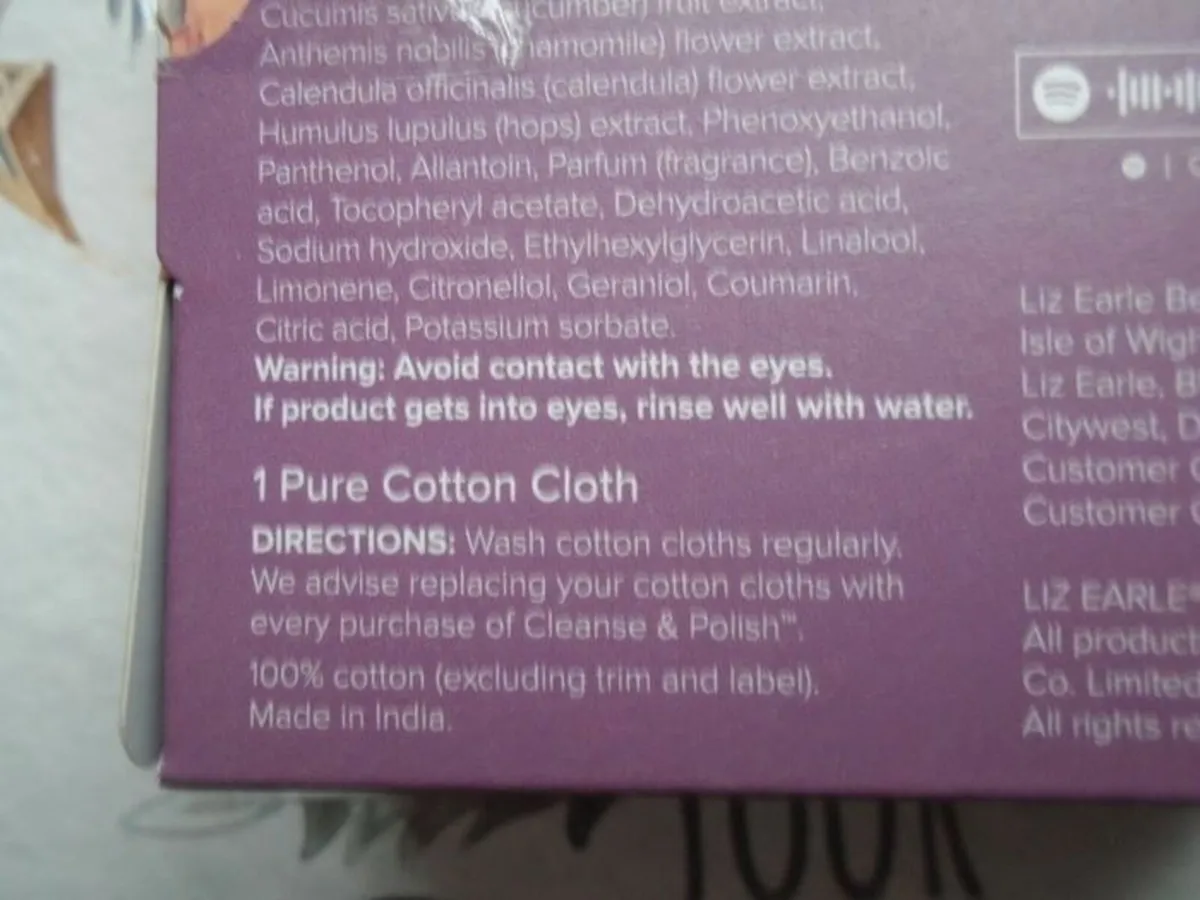 Cucumis (cucumber) fruit extract,
Anthemis nobilis flower extract,
Calendula officinalis (calendula) flower extract,
Humulus lupulus (hops) extract, Phenoxyethanol,
Panthenol, Allantoin, Parfum (fragrance), Benzoic
acid, Tocopheryl acetate, Dehydroacetic acid,
Sodium hydroxide, Ethylhexylglycerin, Linalool,
Limonene, Citronellol, Geraniol, Coumarin,
Citric acid, Potassium sorbate.
Warning: Avoid contact with the eyes.
If product gets into eyes, rinse well with water.
1 Pure Cotton Cloth
DIRECTIONS: Wash cotton cloths regularly.
We advise replacing your cotton cloths with
every purchase of Cleanse & Polish™.
100% cotton (excluding trim and label).
Made in India.
Liz Earle
Isle of
Liz Earle,
Citywest,
Customer
Customer
LIZ EARLE
All
Co. Limited
All rights